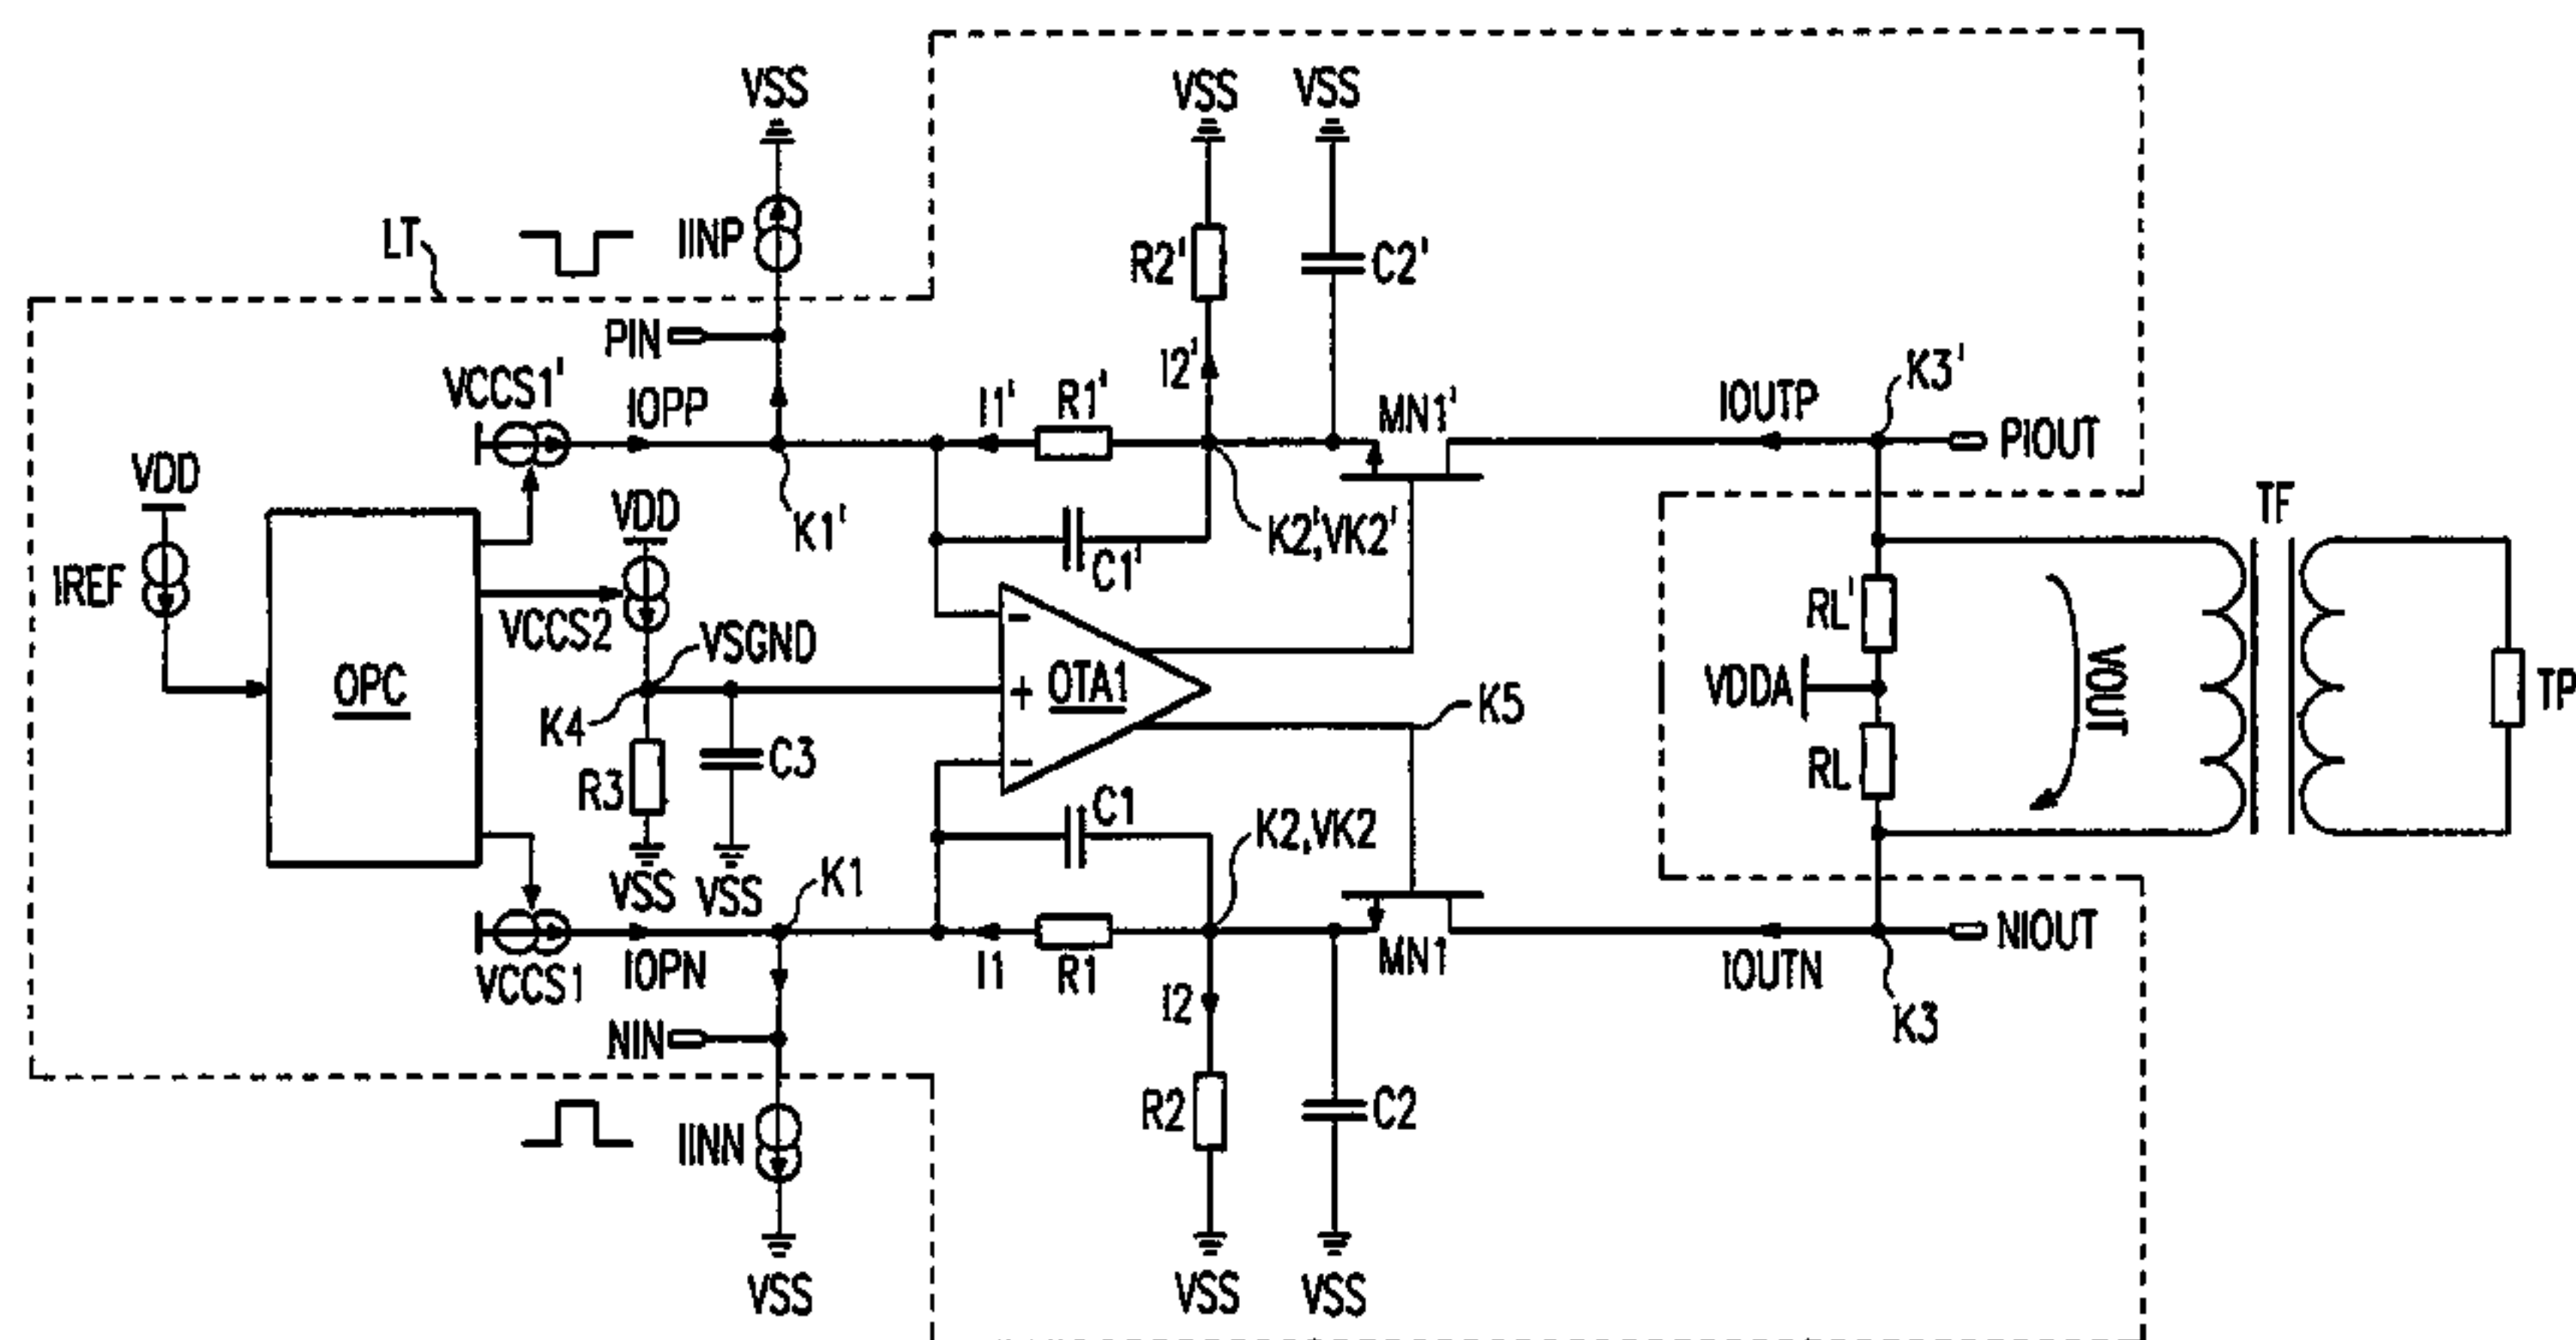 VSS
VSS VSS
LT
IINP
R2'
C2'
PIN
I2'
K3'
VCCS1'
IOPP
I1'
R1'
MN1'
IOUTP
PIOUT
VDD
VDD
K1'
K2',VK2'
TF
IREF
C1'
VCCS2
VSGND
RL'
OPC
OTA1
VDDA
VOUT
TP
K4
K5
R3
C3
RL
C1
K2,VK2
VSS VSS
K1
VCCS1
IOPN
I1
R1
MN1
IOUTN
NIOUT
I2
NIN
K3
R2
C2
IINN
VSS
VSS VSS
+
-
-